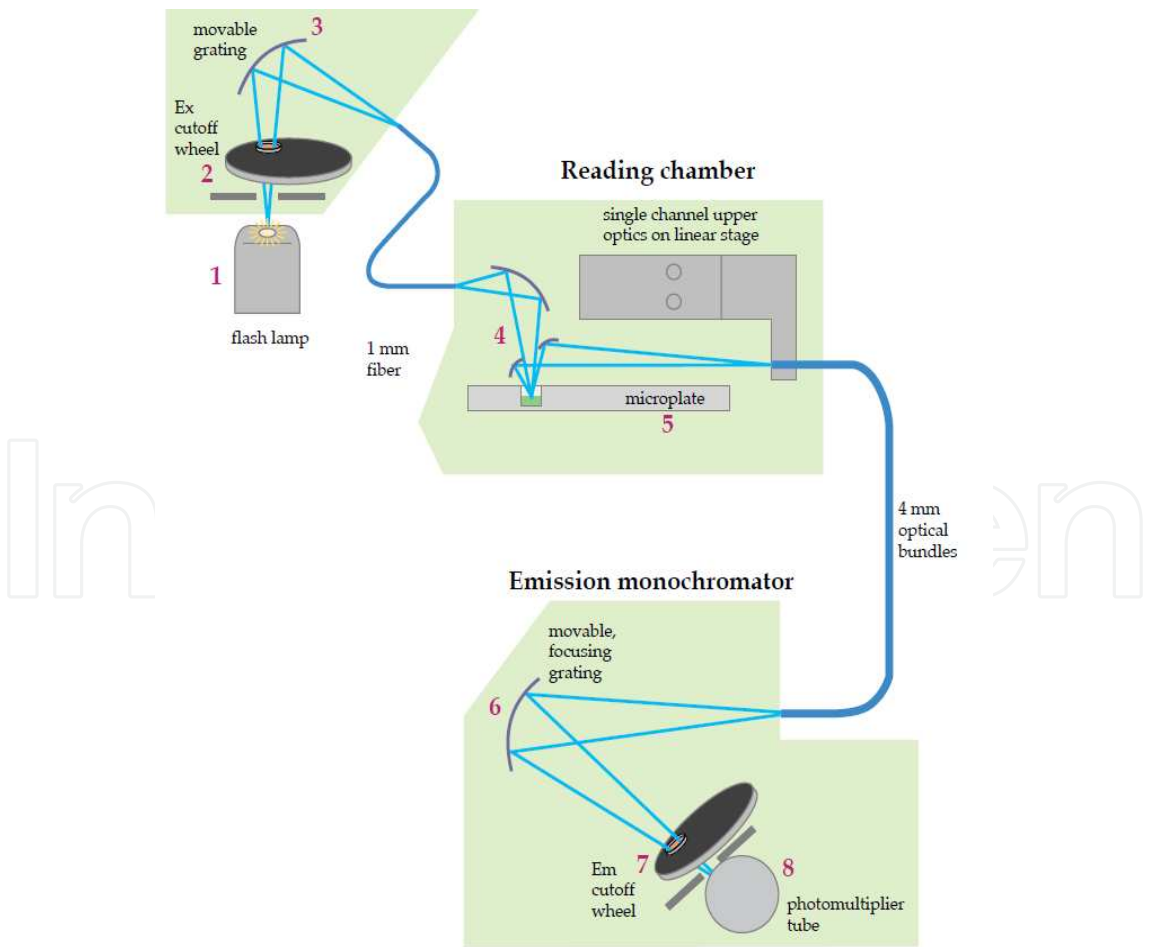 movable
grating
3
Ex
cutoff
wheel
2
1
flash lamp
1 mm
fiber
Reading chamber
single channel upper
optics on linear stage
4
microplate
5
4 mm
optical
bundles
Emission monochromator
movable,
focusing
grating
6
7
Em
cutoff
wheel
8
photomultiplier
tube
In
en